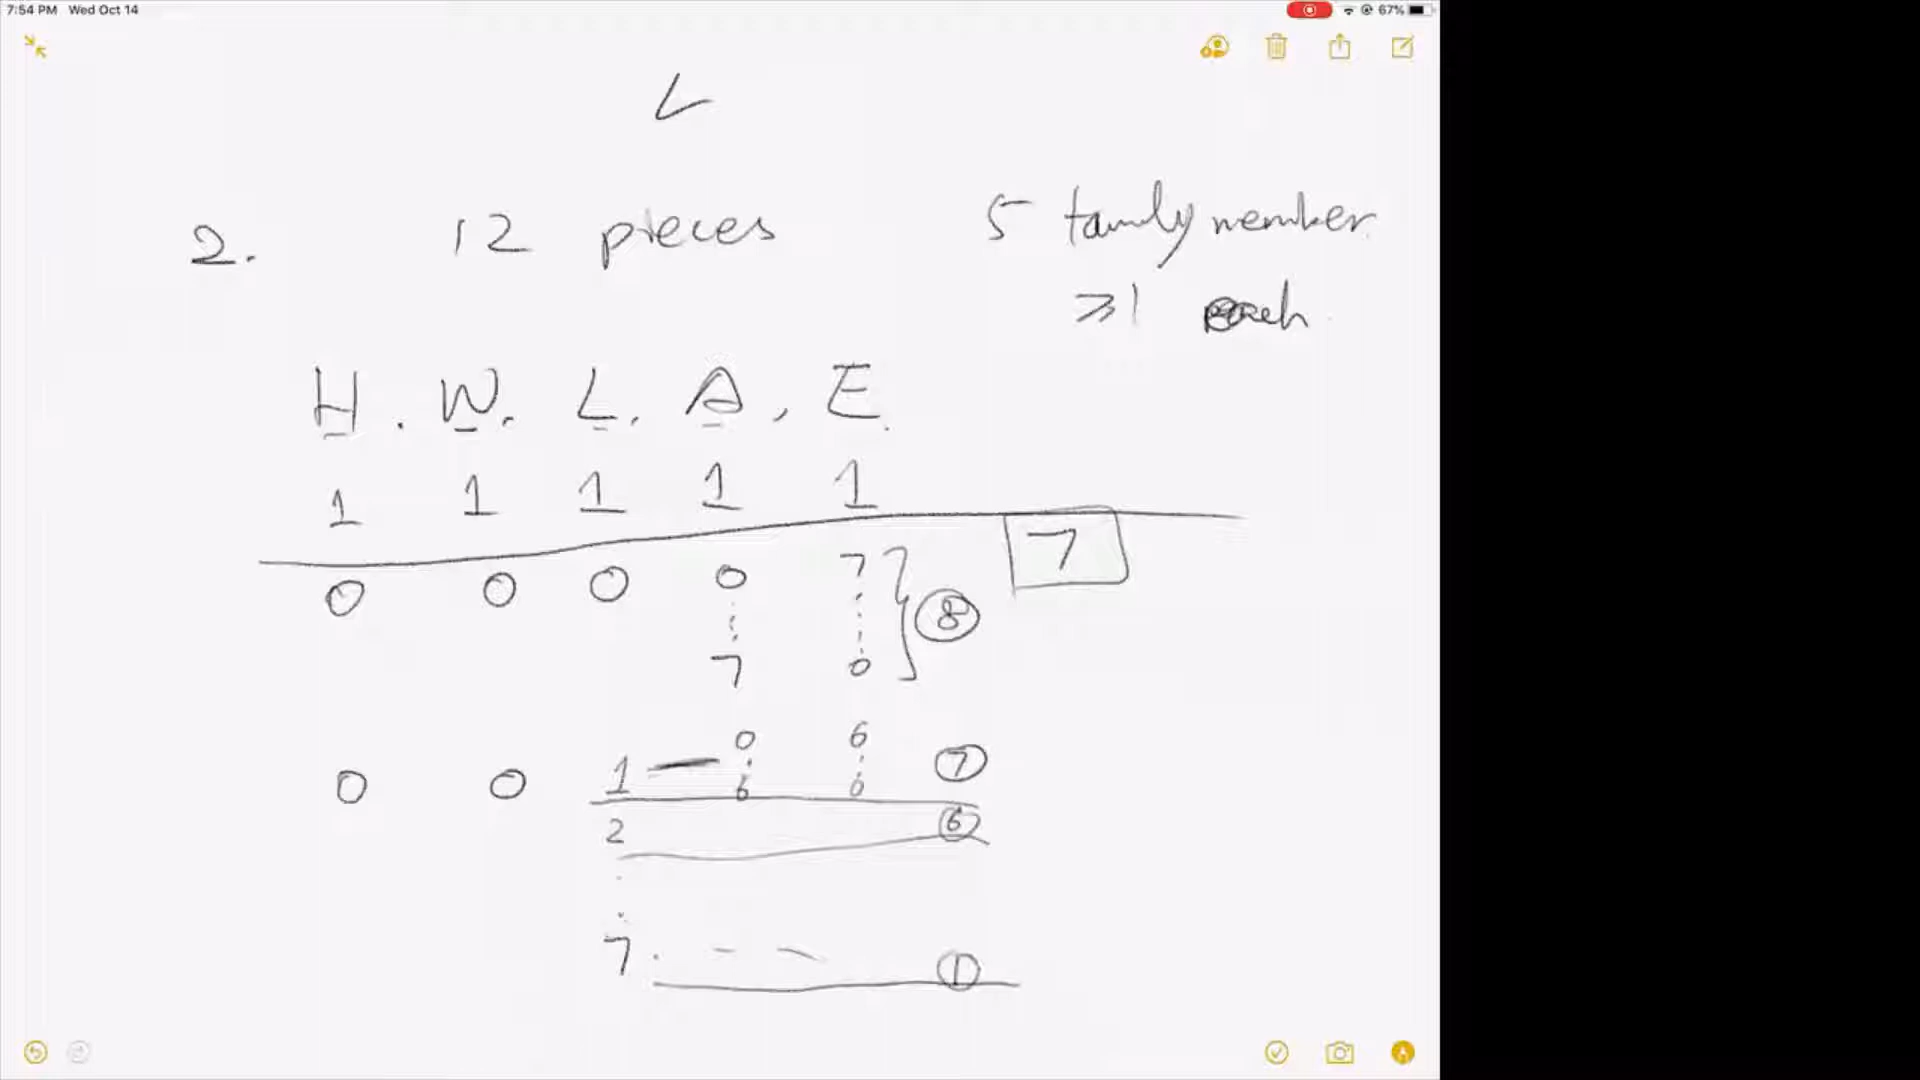 7:54 PM Wed Oct 14
67%
L
2. 12 pieces 5 family member.
≥1 each
H. W. L. A, E.
1 1 1 1 1
7
0 0 0 0 7
8
7 0
0 6
0 0 1 — 7
6 0
2 6
7. 1